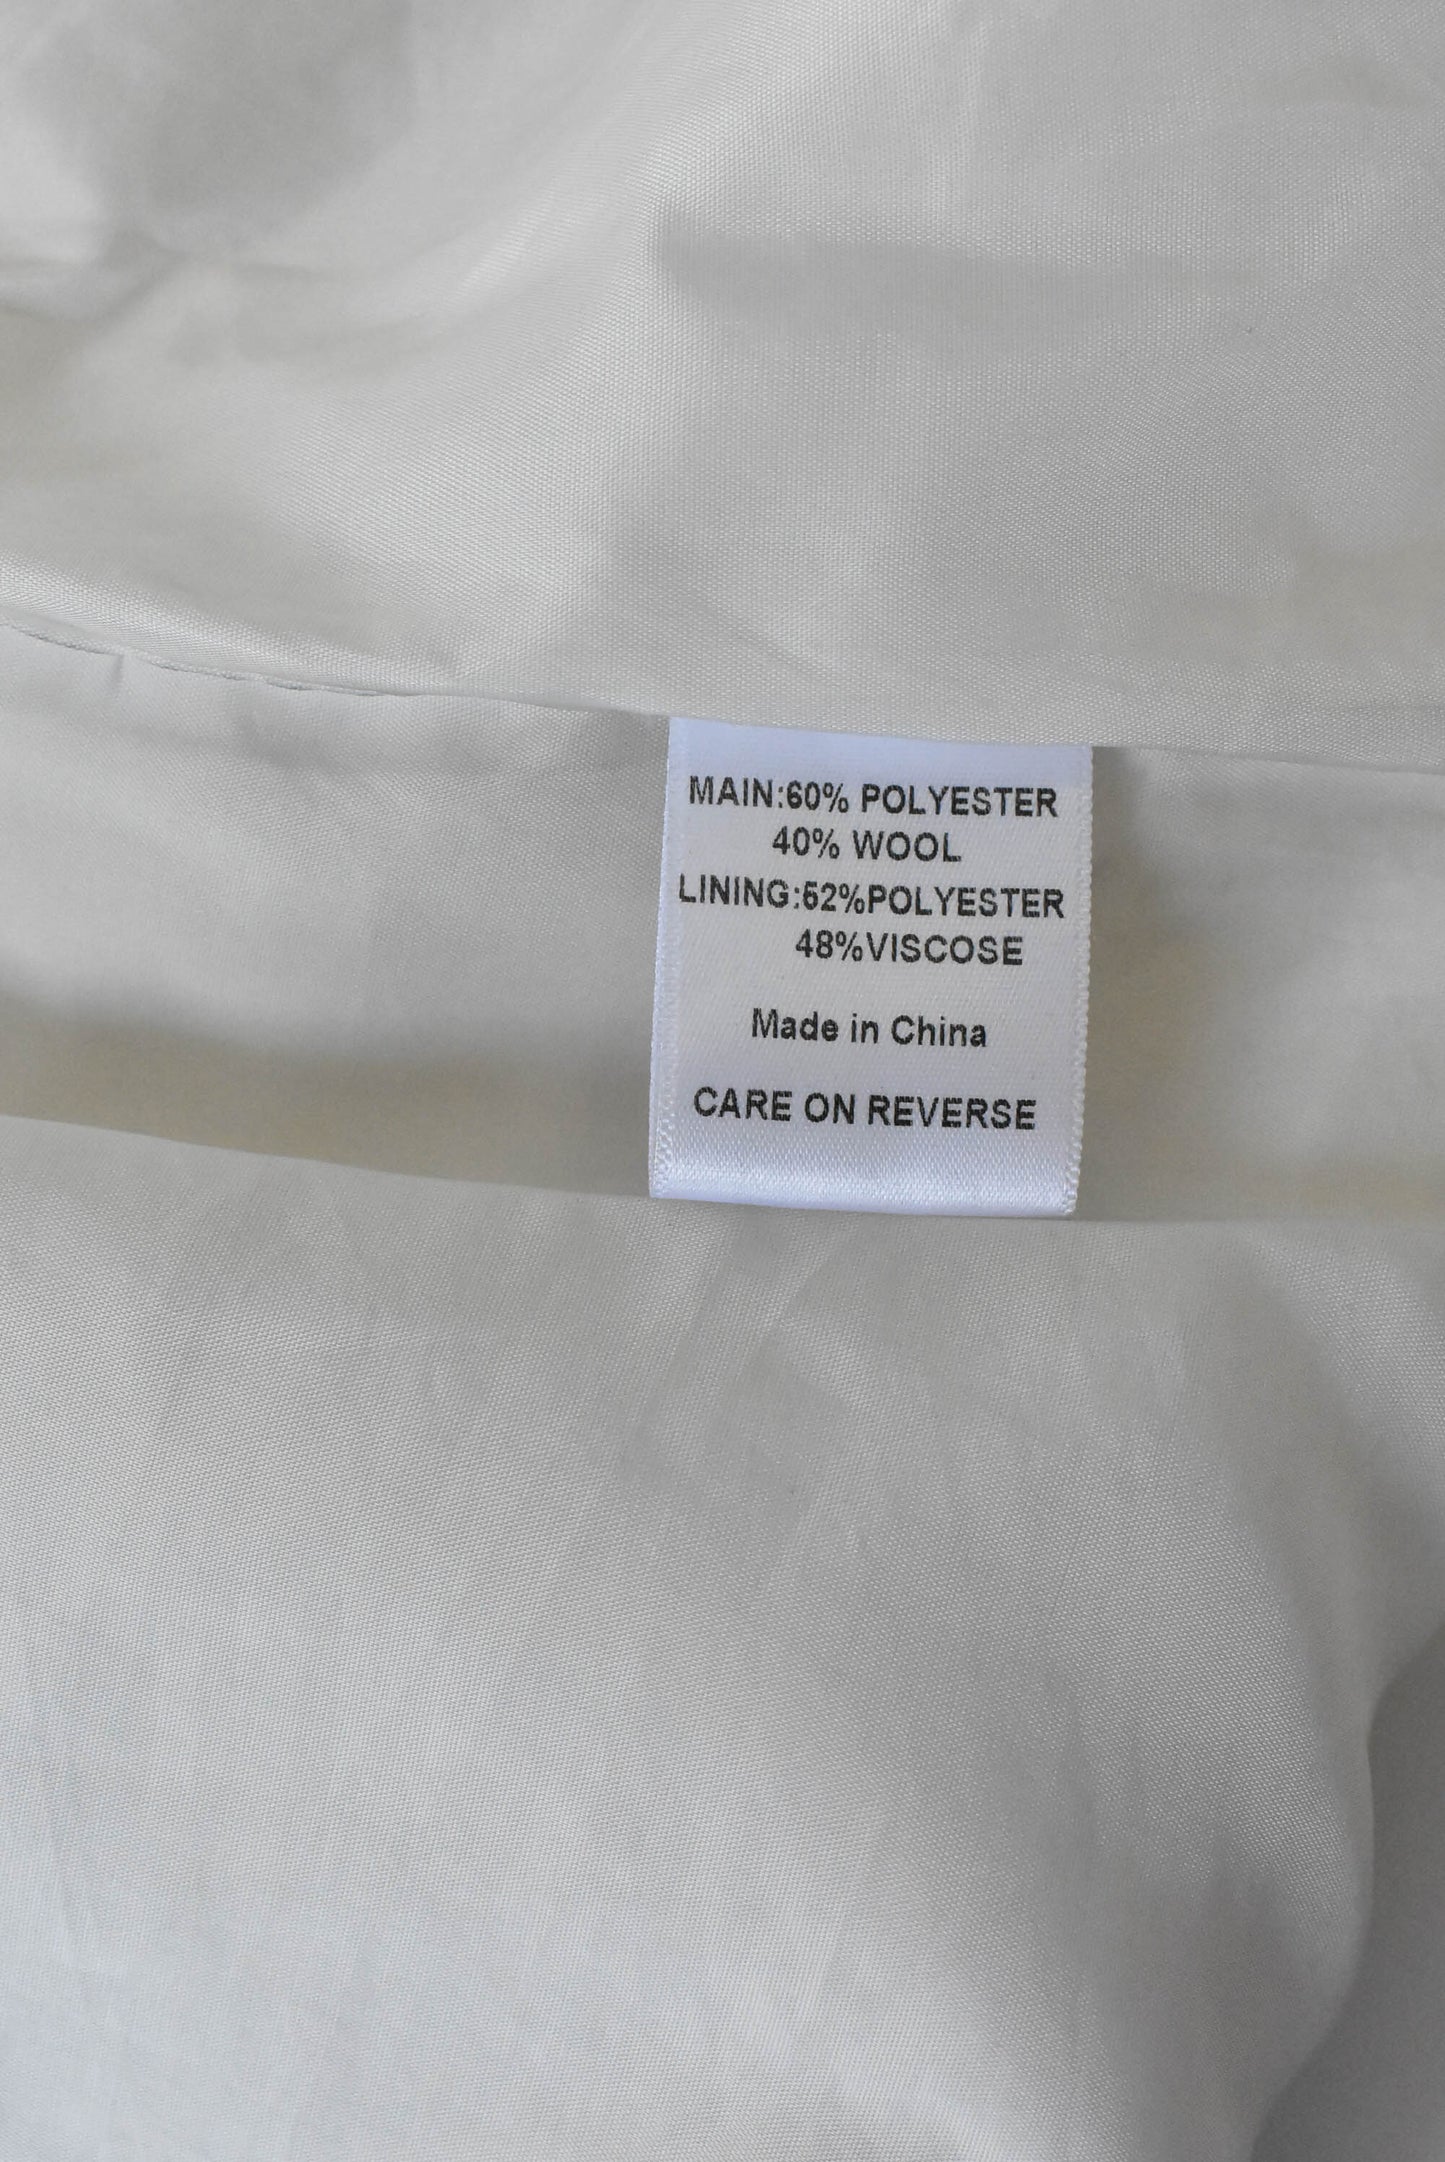 MAIN:60% POLYESTER
40% WOOL
LINING:52%POLYESTER
48%VISCOSE
Made in China
CARE ON REVERSE